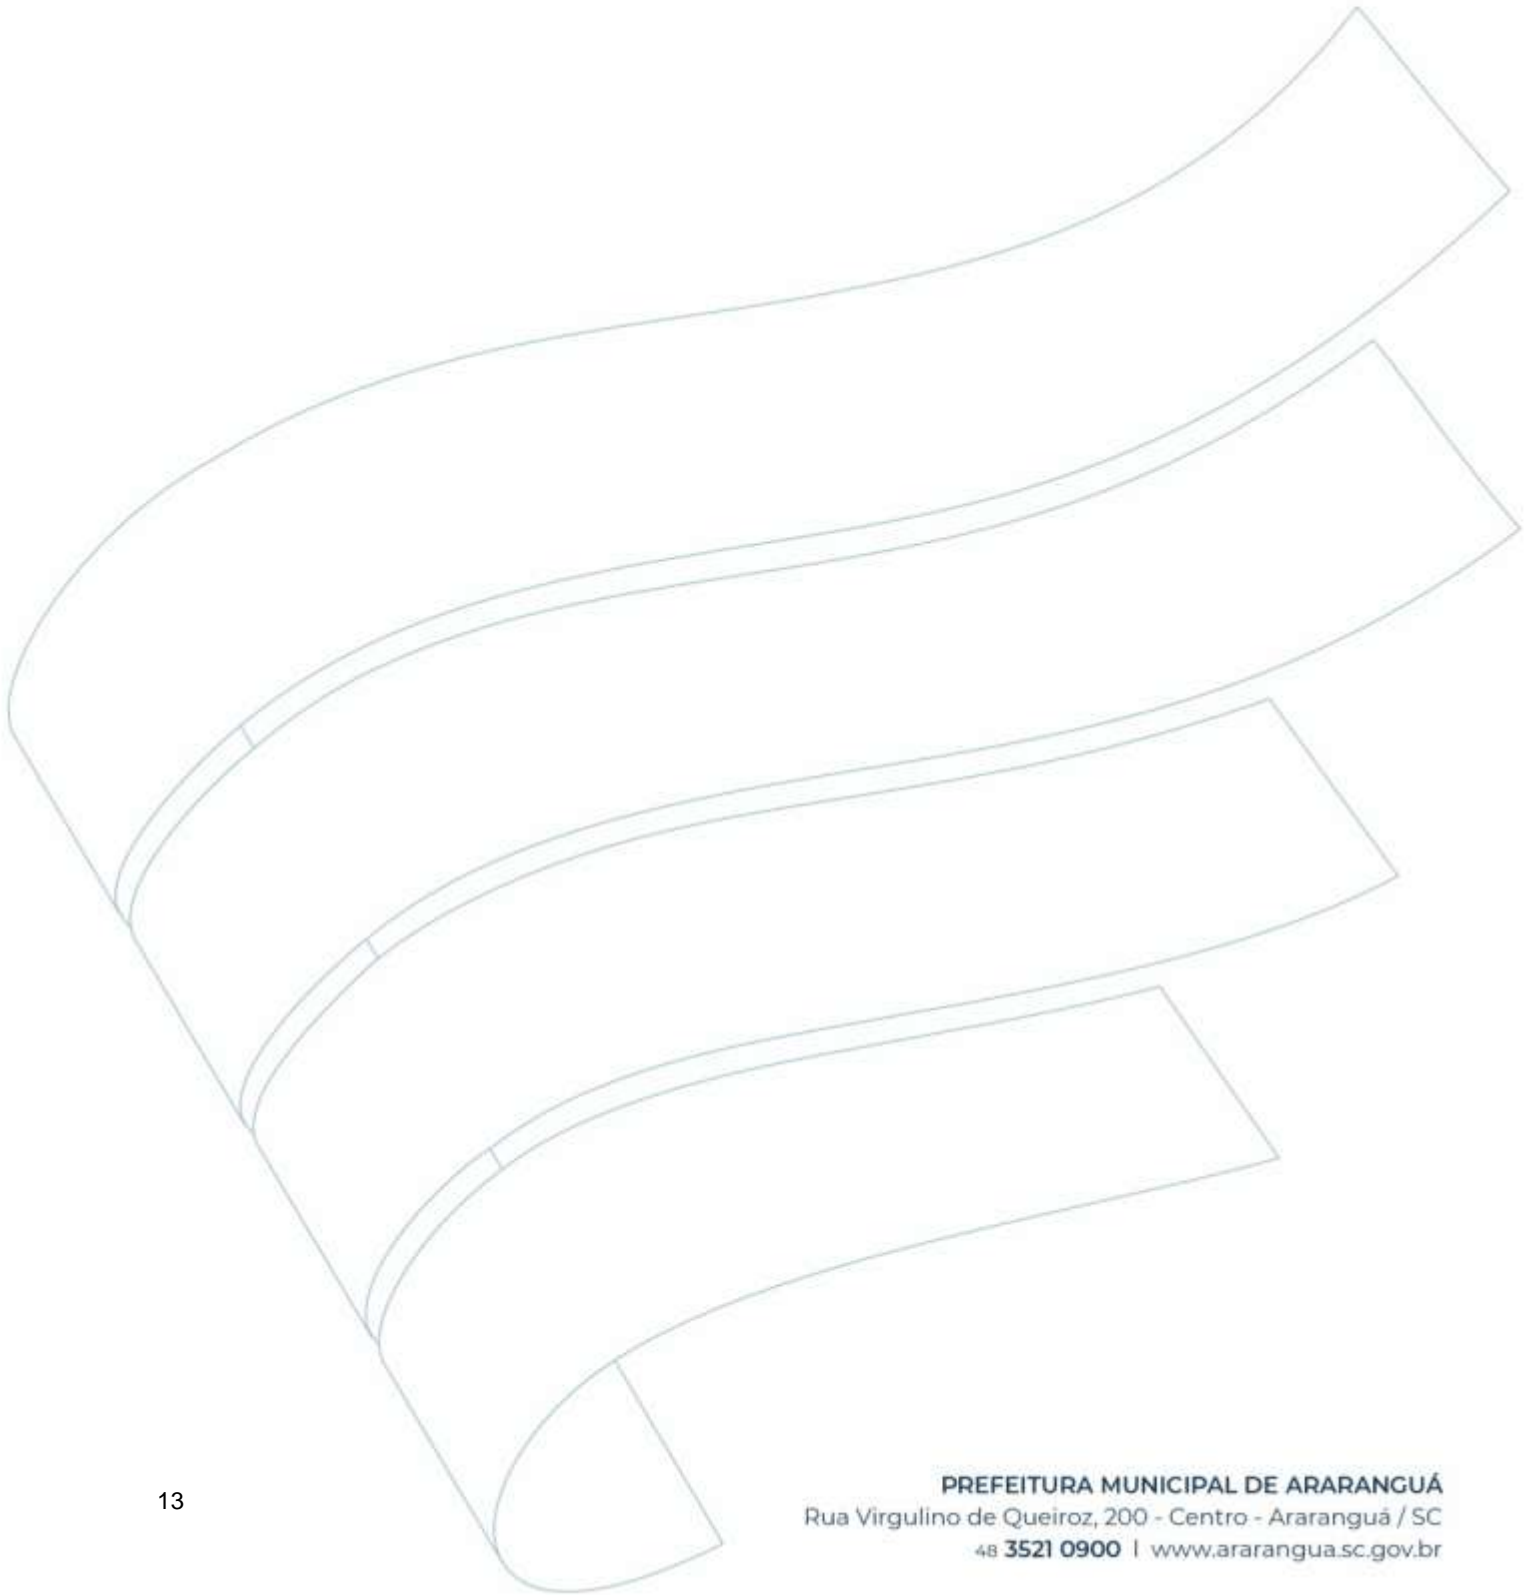 13
PREFEITURA MUNICIPAL DE ARARANGUÁ
Rua Virgulino de Queiroz, 200 - Centro - Araranguá / SC
48 3521 0900 | www.ararangua.sc.gov.br